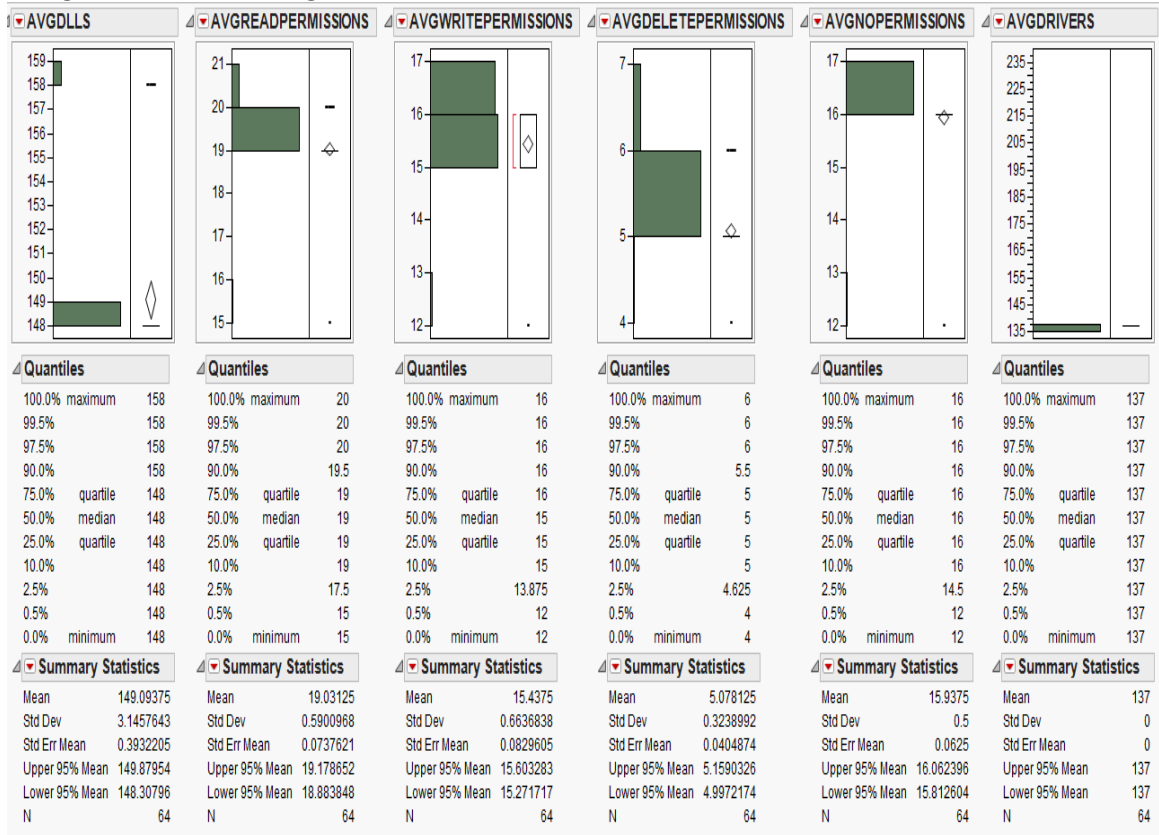 AVGDLLS
159
158
157
156
155
154
153
152
151
150
149
148
Quantiles
100.0% maximum 158
99.5% 158
97.5% 158
90.0% 158
75.0% quartile 148
50.0% median 148
25.0% quartile 148
10.0% 148
2.5% 148
0.5% 148
0.0% minimum 148
Summary Statistics
Mean 149.09375
Std Dev 3.1457643
Std Err Mean 0.3932205
Upper 95% Mean 149.87954
Lower 95% Mean 148.30796
N 64
AVGREADPERMISSIONS
21
20
19
18
17
16
15
Quantiles
100.0% maximum 20
99.5% 20
97.5% 20
90.0% 19.5
75.0% quartile 19
50.0% median 19
25.0% quartile 19
10.0% 19
2.5% 17.5
0.5% 15
0.0% minimum 15
Summary Statistics
Mean 19.03125
Std Dev 0.5900968
Std Err Mean 0.0737621
Upper 95% Mean 19.178652
Lower 95% Mean 18.883848
N 64
AVGWRITEPERMISSIONS
17
16
15
14
13
12
Quantiles
100.0% maximum 16
99.5% 16
97.5% 16
90.0% 16
75.0% quartile 16
50.0% median 15
25.0% quartile 15
10.0% 15
2.5% 13.875
0.5% 12
0.0% minimum 12
Summary Statistics
Mean 15.4375
Std Dev 0.6636838
Std Err Mean 0.0829605
Upper 95% Mean 15.603283
Lower 95% Mean 15.271717
N 64
AVGDELETEPERMISSIONS
7
6
5
4
Quantiles
100.0% maximum 6
99.5% 6
97.5% 6
90.0% 5.5
75.0% quartile 5
50.0% median 5
25.0% quartile 5
10.0% 5
2.5% 4.625
0.5% 4
0.0% minimum 4
Summary Statistics
Mean 5.078125
Std Dev 0.3238992
Std Err Mean 0.0404874
Upper 95% Mean 5.1590326
Lower 95% Mean 4.9972174
N 64
AVGNOPERMISSIONS
17
16
15
14
13
12
Quantiles
100.0% maximum 16
99.5% 16
97.5% 16
90.0% 16
75.0% quartile 16
50.0% median 16
25.0% quartile 16
10.0% 16
2.5% 14.5
0.5% 12
0.0% minimum 12
Summary Statistics
Mean 15.9375
Std Dev 0.5
Std Err Mean 0.0625
Upper 95% Mean 16.062396
Lower 95% Mean 15.812604
N 64
AVGDRIVERS
235
225
215
205
195
185
175
165
155
145
135
Quantiles
100.0% maximum 137
99.5% 137
97.5% 137
90.0% 137
75.0% quartile 137
50.0% median 137
25.0% quartile 137
10.0% 137
2.5% 137
0.5% 137
0.0% minimum 137
Summary Statistics
Mean 137
Std Dev 0
Std Err Mean 0
Upper 95% Mean 137
Lower 95% Mean 137
N 64